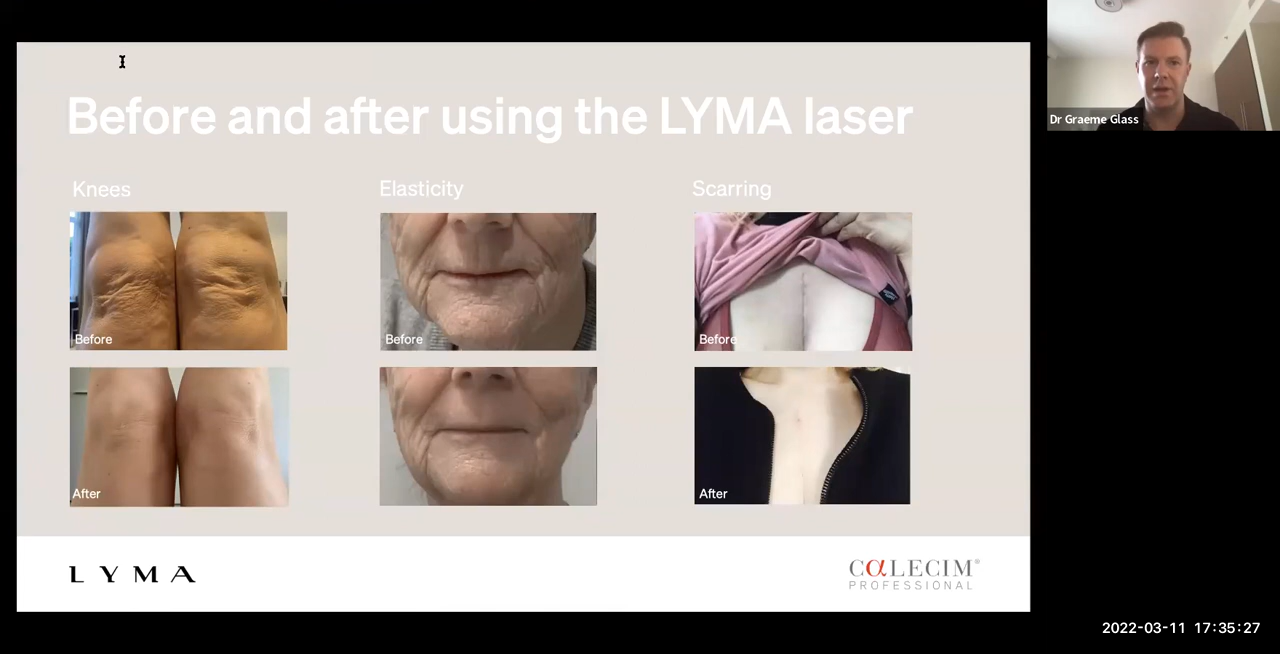 Before and after using the LYMA laser
Knees
Elasticity
Scarring
Before
Before
Before
After
After
LYMA
CALECIM®
PROFESSIONAL
Dr Graeme Glass
2022-03-11 17:35:27